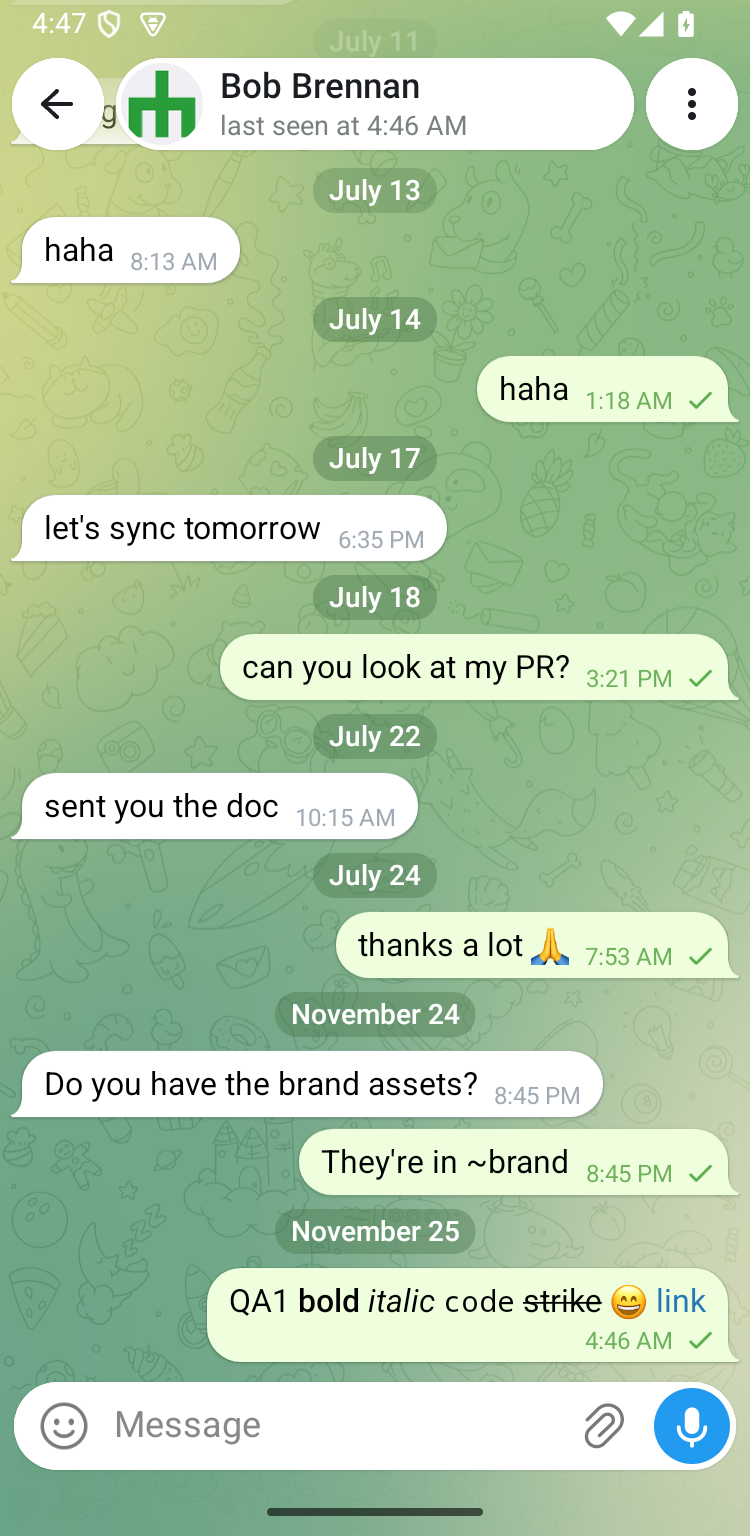 4:47
July 11
g
Bob Brennan
last seen at 4:46 AM
July 13
haha 8:13 AM
July 14
haha 1:18 AM
July 17
let's sync tomorrow 6:35 PM
July 18
can you look at my PR? 3:21 PM
July 22
sent you the doc 10:15 AM
July 24
thanks a lot 🙏 7:53 AM
November 24
Do you have the brand assets? 8:45 PM
They're in ~brand 8:45 PM
November 25
QA1 bold italic code strike 😄 link
4:46 AM
Message